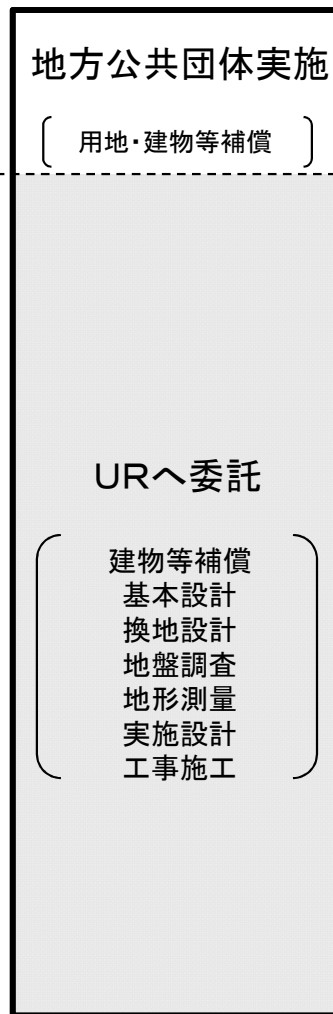 地方公共団体実施
用地・建物等補償
URへ委託
建物等補償
基本設計
換地設計
地盤調査
地形測量
実施設計
工事施工